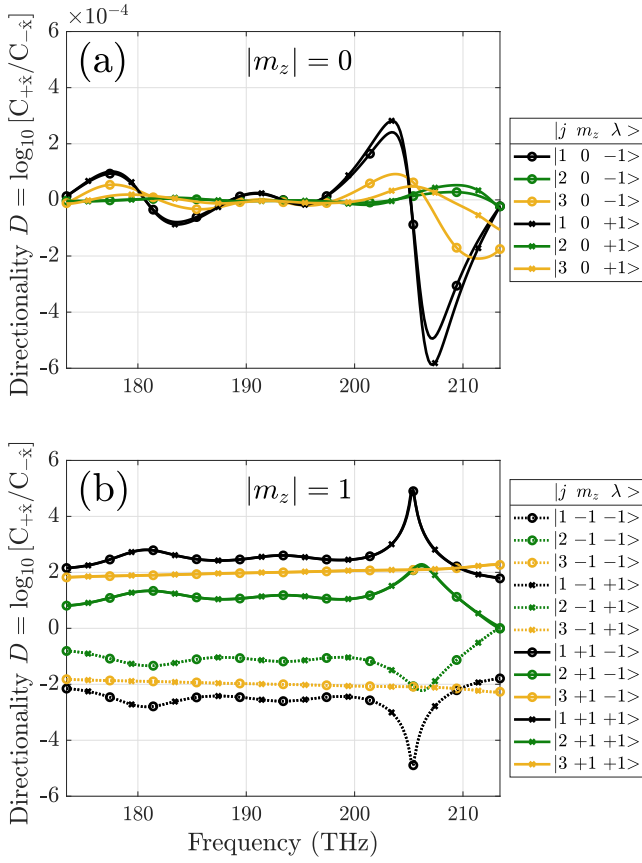 ×10⁻⁴
(a)
|m_z| = 0
Directionality D = log₁₀ [C₊ₓ̂/C₋ₓ̂]
6
4
2
0
-2
-4
-6
180
190
200
210
|j m_z λ >
|1 0 −1>
|2 0 −1>
|3 0 −1>
|1 0 +1>
|2 0 +1>
|3 0 +1>
(b)
|m_z| = 1
Directionality D = log₁₀ [C₊ₓ̂/C₋ₓ̂]
6
4
2
0
-2
-4
-6
180
190
200
210
Frequency (THz)
|j m_z λ >
|1 −1 −1>
|2 −1 −1>
|3 −1 −1>
|1 −1 +1>
|2 −1 +1>
|3 −1 +1>
|1 +1 −1>
|2 +1 −1>
|3 +1 −1>
|1 +1 +1>
|2 +1 +1>
|3 +1 +1>